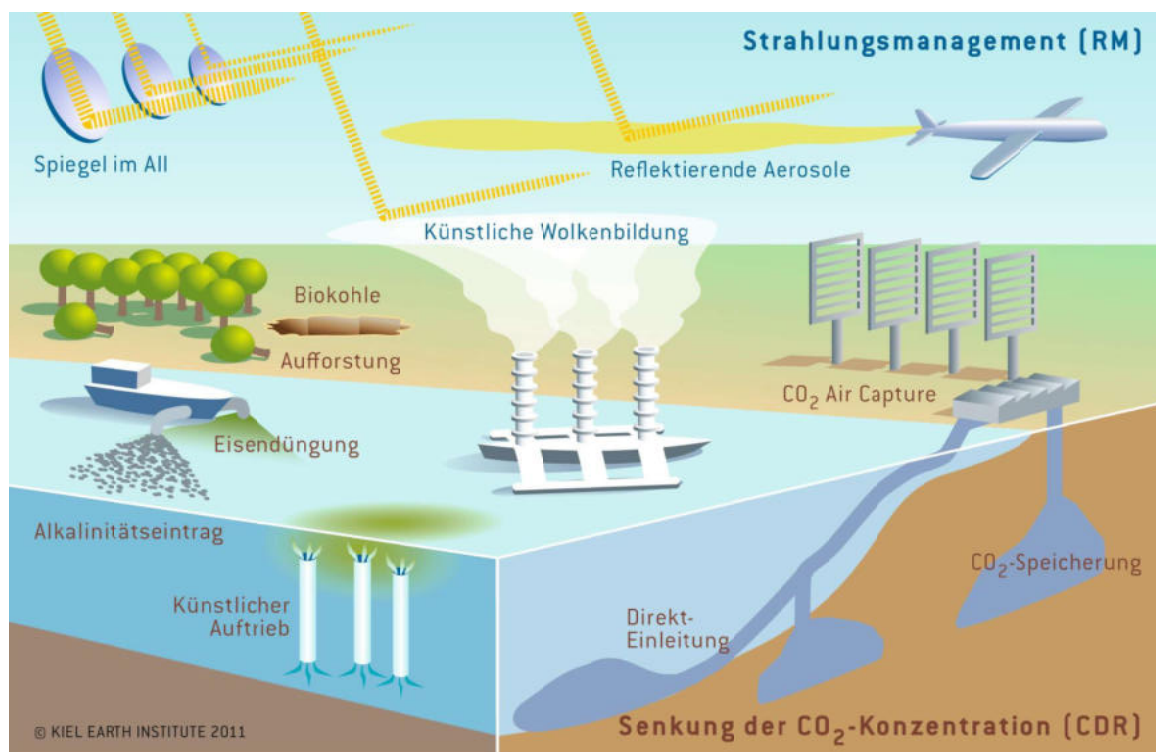 Strahlungsmanagement (RM)
Spiegel im All
Reflektierende Aerosole
Künstliche Wolkenbildung
Biokohle
Aufforstung
CO₂ Air Capture
Eisendüngung
Alkalinitätseintrag
CO₂-Speicherung
Künstlicher
Auftrieb
Direkt-
Einleitung
© KIEL EARTH INSTITUTE 2011
Senkung der CO₂-Konzentration (CDR)